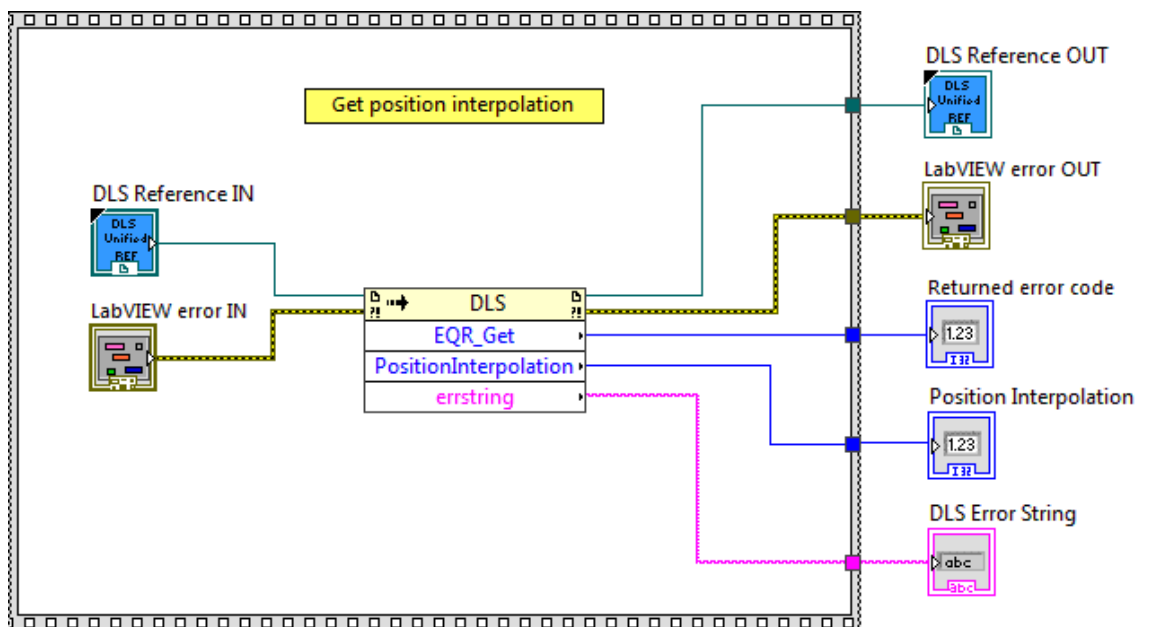 Get position interpolation
DLS Reference OUT
DLS
Unified
REF
LabVIEW error OUT
DLS Reference IN
DLS
Unified
REF
LabVIEW error IN
?!
DLS
?!
EQR_Get
PositionInterpolation
errstring
Returned error code
1.23
I32
Position Interpolation
1.23
I32
DLS Error String
abc
abc